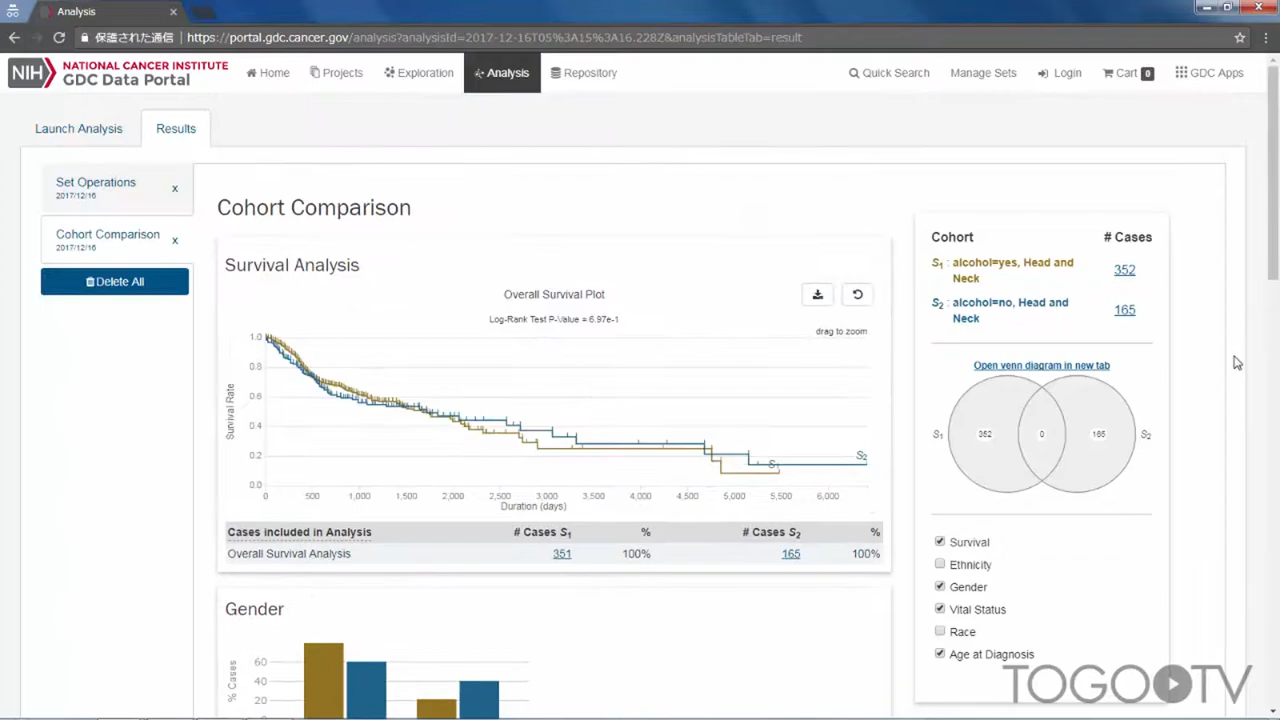 Analysis
×
保護された通信
https://portal.gdc.cancer.gov/analysis?analysisId=2017-12-16T05%3A15%3A16.228Z&analysisTableTab=result
NIH
NATIONAL CANCER INSTITUTE
GDC Data Portal
Home
Projects
Exploration
Analysis
Repository
Quick Search
Manage Sets
Login
Cart 0
GDC Apps
Launch Analysis
Results
Set Operations
2017/12/16
x
Cohort Comparison
2017/12/16
x
Delete All
Cohort Comparison
Survival Analysis
Overall Survival Plot
Log-Rank Test P-Value = 6.97e-1
drag to zoom
Survival Rate
1.0
0.8
0.6
0.4
0.2
0.0
S1
S2
0 500 1,000 1,500 2,000 2,500 3,000 3,500 4,000 4,500 5,000 5,500 6,000
Duration (days)
Cases included in Analysis # Cases S1 % # Cases S2 %
Overall Survival Analysis 351 100% 165 100%
Gender
% Cases
60
40
20
Cohort # Cases
S1 : alcohol=yes, Head and
Neck
352
S2 : alcohol=no, Head and
Neck
165
Open venn diagram in new tab
S1 352 0 165 S2
Survival
Ethnicity
Gender
Vital Status
Race
Age at Diagnosis
TOGO TV